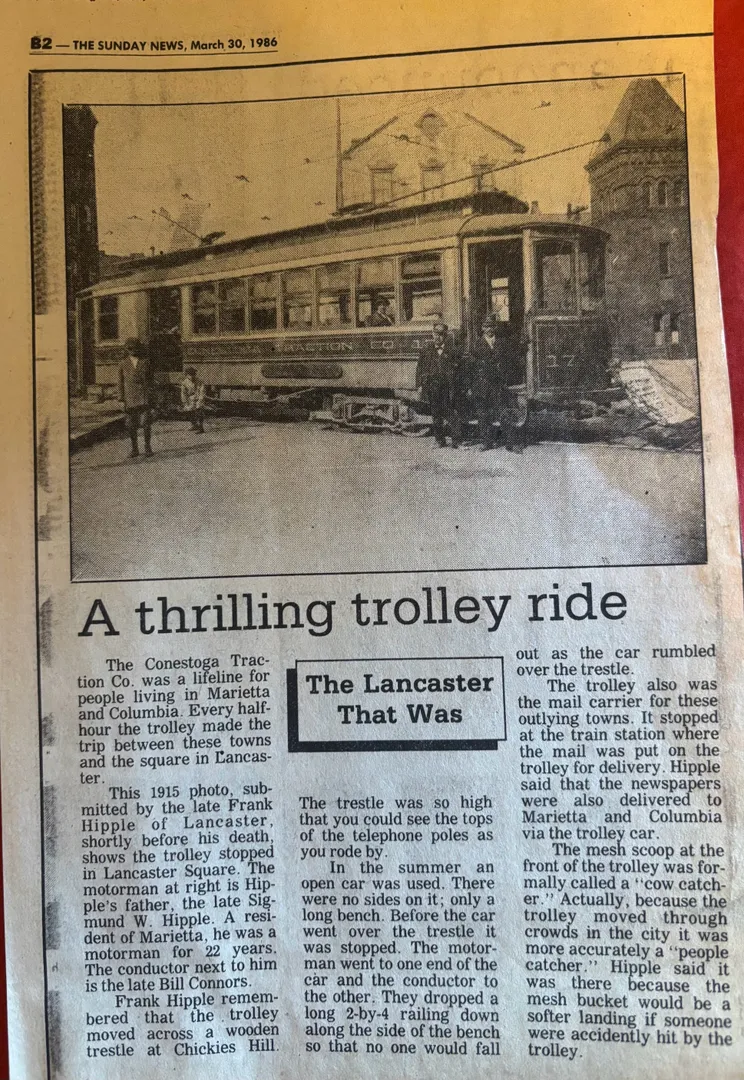 B2 — THE SUNDAY NEWS, March 30, 1986
TRACTION CO 17
17
A thrilling trolley ride
The Conestoga Trac-
tion Co. was a lifeline for
people living in Marietta
and Columbia. Every half-
hour the trolley made the
trip between these towns
and the square in Lancas-
ter.
This 1915 photo, sub-
mitted by the late Frank
Hipple of Lancaster,
shortly before his death,
shows the trolley stopped
in Lancaster Square. The
motorman at right is Hip-
ple's father, the late Sig-
mund W. Hipple. A resi-
dent of Marietta, he was a
motorman for 22 years.
The conductor next to him
is the late Bill Connors.
Frank Hipple remem-
bered that the trolley
moved across a wooden
trestle at Chickies Hill.
The Lancaster
That Was
The trestle was so high
that you could see the tops
of the telephone poles as
you rode by.
In the summer an
open car was used. There
were no sides on it; only a
long bench. Before the car
went over the trestle it
was stopped. The motor-
man went to one end of the
car and the conductor to
the other. They dropped a
long 2-by-4 railing down
along the side of the bench
so that no one would fall
out as the car rumbled
over the trestle.
The trolley also was
the mail carrier for these
outlying towns. It stopped
at the train station where
the mail was put on the
trolley for delivery. Hipple
said that the newspapers
were also delivered to
Marietta and Columbia
via the trolley car.
The mesh scoop at the
front of the trolley was for-
mally called a "cow catch-
er." Actually, because the
trolley moved through
crowds in the city it was
more accurately a "people
catcher." Hipple said it
was there because the
mesh bucket would be a
softer landing if someone
were accidently hit by the
trolley.